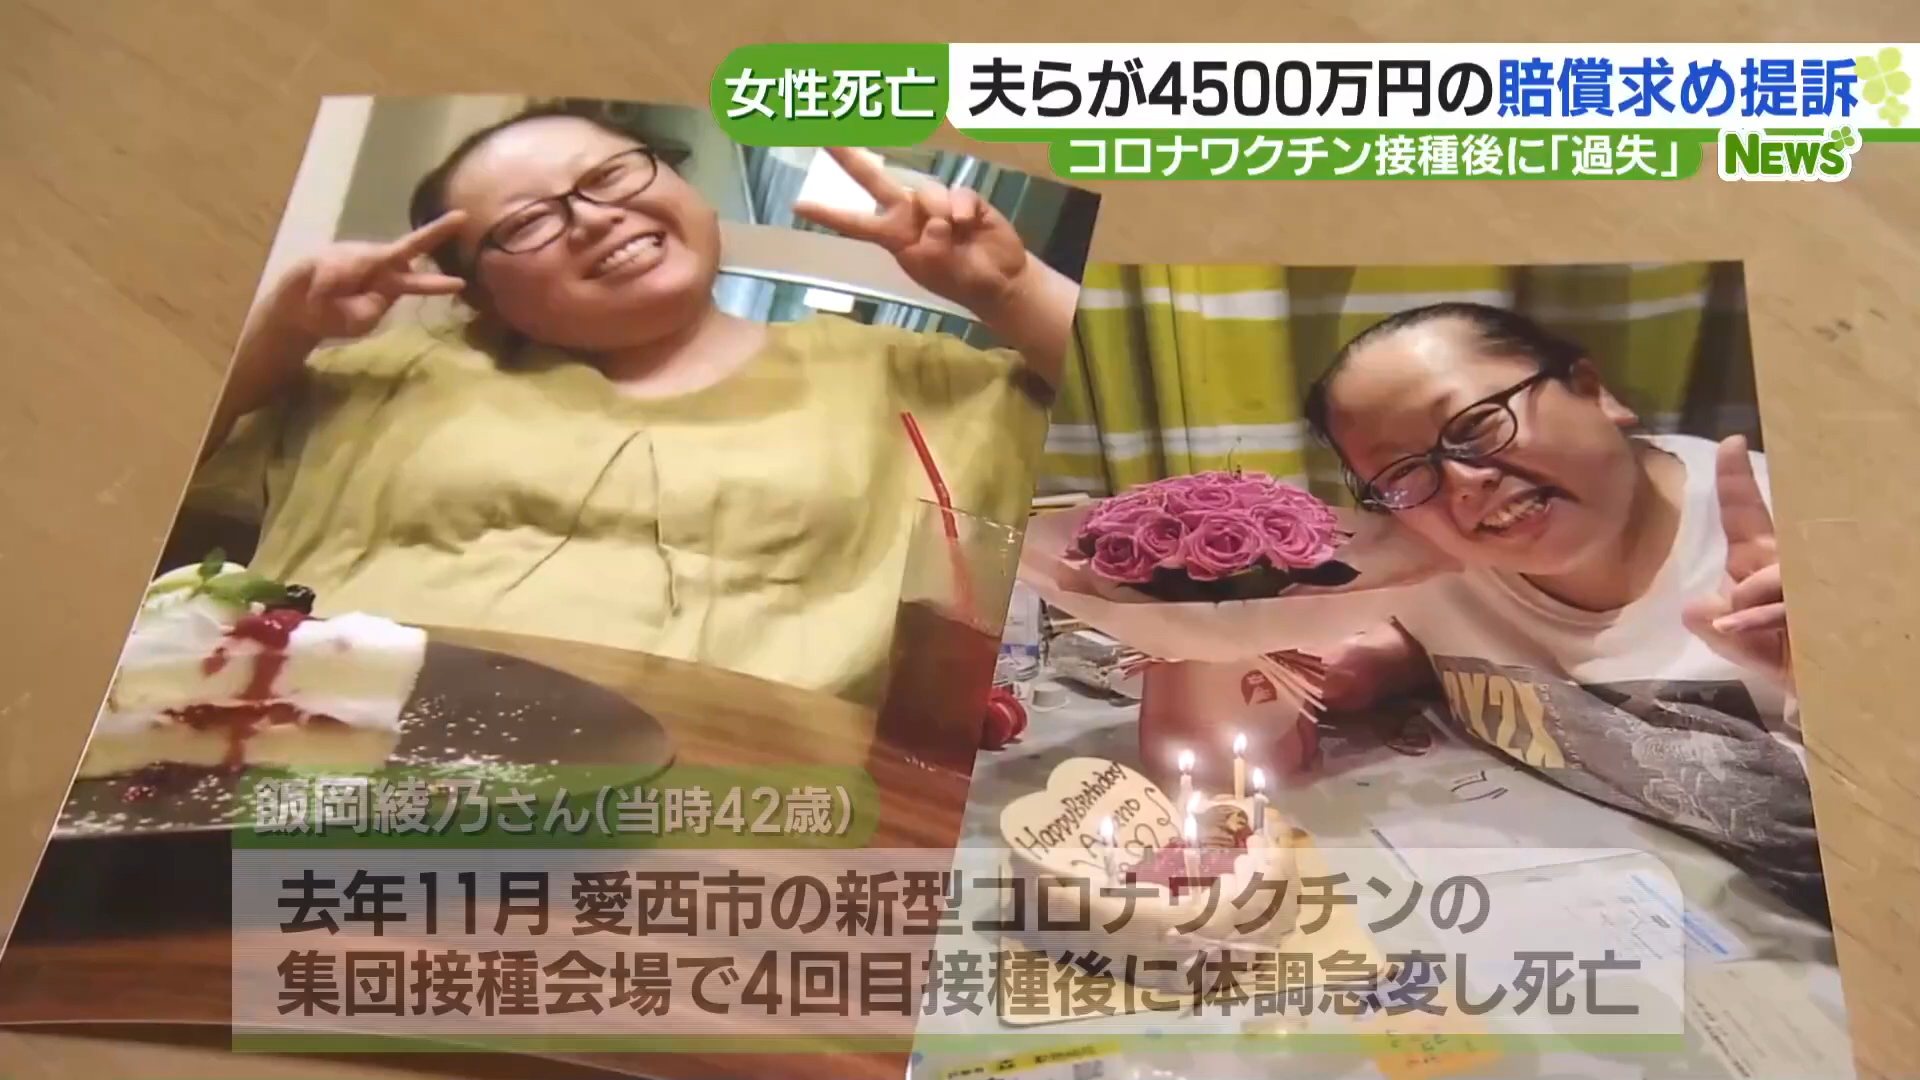 女性死亡
夫らが4500万円の賠償求め提訴
コロナワクチン接種後に「過失」
NEWS
HappyBirthday
飯岡綾乃さん(当時42歳)
去年11月 愛西市の新型コロナワクチンの
集団接種会場で4回目接種後に体調急変し死亡